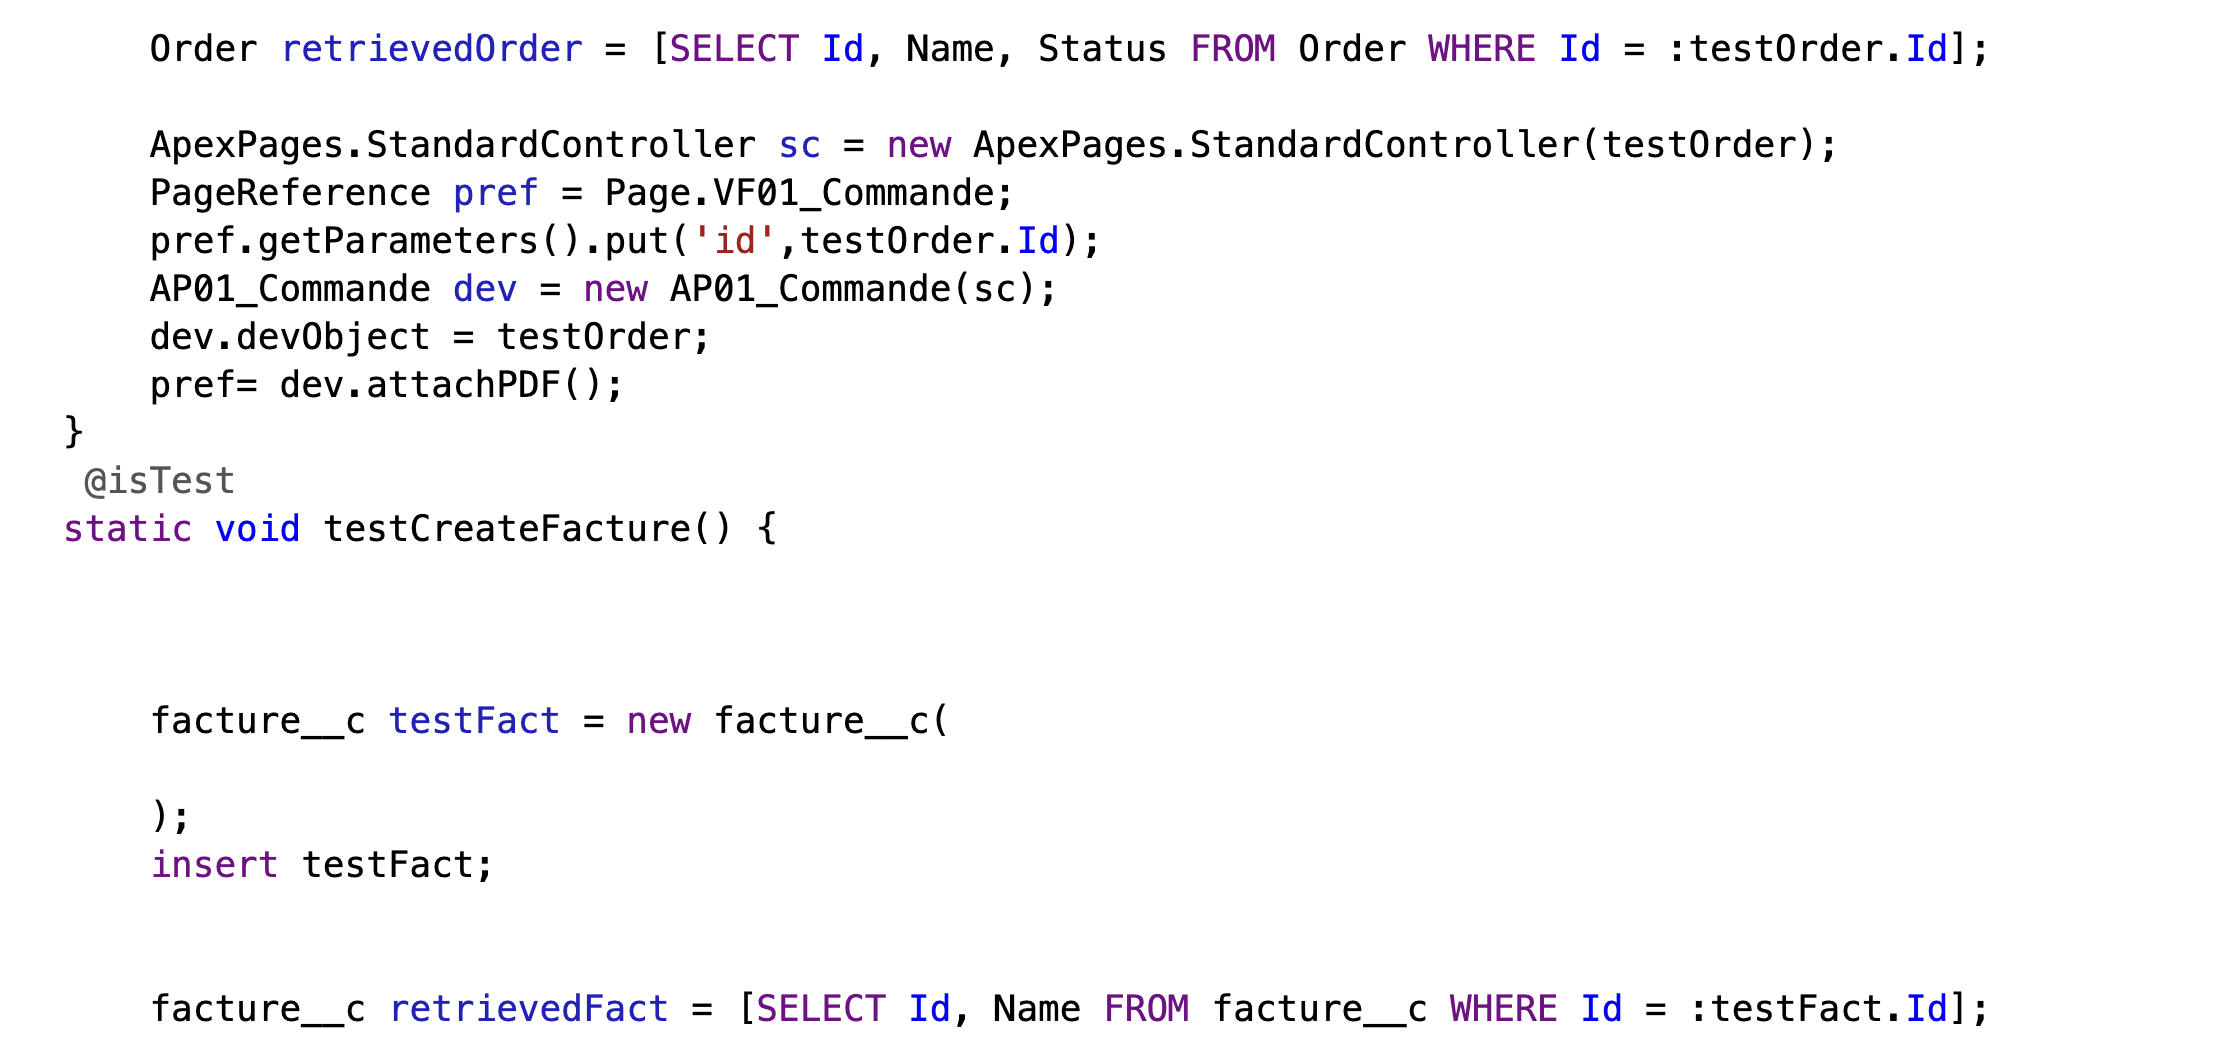 Order retrievedOrder = [SELECT Id, Name, Status FROM Order WHERE Id = :testOrder.Id];
ApexPages.StandardController sc = new ApexPages.StandardController(testOrder);
PageReference pref = Page.VF01_Commande;
pref.getParameters().put('id',testOrder.Id);
AP01_Commande dev = new AP01_Commande(sc);
dev.devObject = testOrder;
pref= dev.attachPDF();
}
@isTest
static void testCreateFacture() {
facture__c testFact = new facture__c(
);
insert testFact;
facture__c retrievedFact = [SELECT Id, Name FROM facture__c WHERE Id = :testFact.Id];